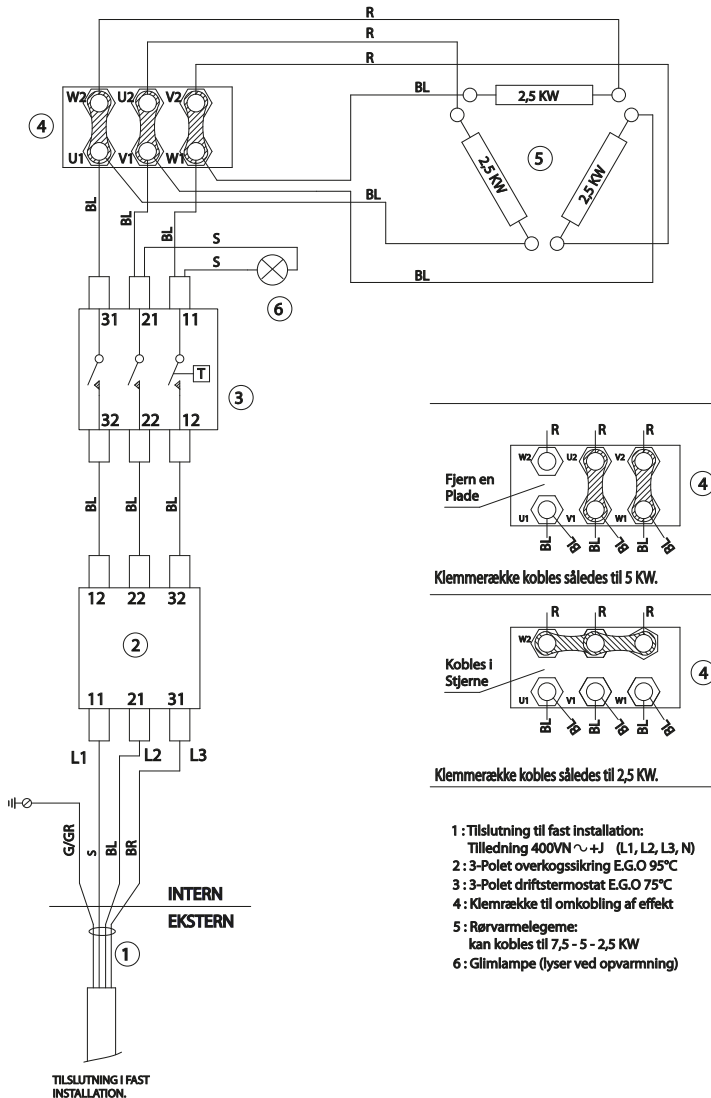 R
R
R
W2 U2 V2
BL
2,5 KW
4
U1 V1 W1
2,5 KW
2,5 KW
5
BL
BL
BL
BL
S
S
BL
6
31 21 11
T
3
32 22 12
BL
BL
BL
12 22 32
2
11 21 31
L1 L2 L3
G/GR
S
BL
BR
INTERN
EKSTERN
1
TILSLUTNING I FAST
INSTALLATION.
R R R
W2 U2 V2
4
Fjern en
Plade
U1 V1 W1
BL BL BL BL BL BL
Klemmerække kobles således til 5 KW.
R R R
W2
4
Kobles i
Stjerne
U1 V1 W1
BL BL BL BL BL BL
Klemmerække kobles således til 2,5 KW.
1 : Tilslutning til fast installation:
Tilledning 400VN ~ +J (L1, L2, L3, N)
2 : 3-Polet overkogssikring E.G.O 95°C
3 : 3-Polet driftstermostat E.G.O 75°C
4 : Klemrække til omkobling af effekt
5 : Rørvarmelegeme:
kan kobles til 7,5 - 5 - 2,5 KW
6 : Glimlampe (lyser ved opvarmning)